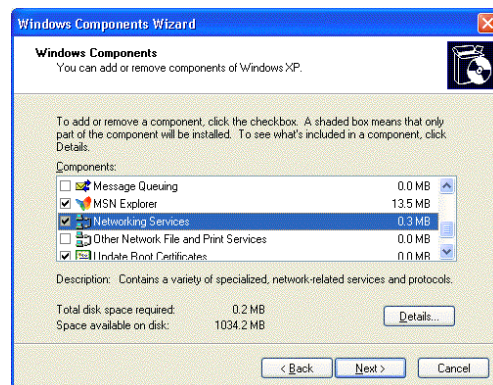 Windows Components Wizard
Windows Components
You can add or remove components of Windows XP.
To add or remove a component, click the checkbox. A shaded box means that only
part of the component will be installed. To see what's included in a component, click
Details.
Components:
Message Queuing 0.0 MB
MSN Explorer 13.5 MB
Networking Services 0.3 MB
Other Network File and Print Services 0.0 MB
Update Root Certificates 0.0 MB
Description: Contains a variety of specialized, network-related services and protocols.
Total disk space required: 0.2 MB
Space available on disk: 1034.2 MB
Details...
< Back
Next >
Cancel